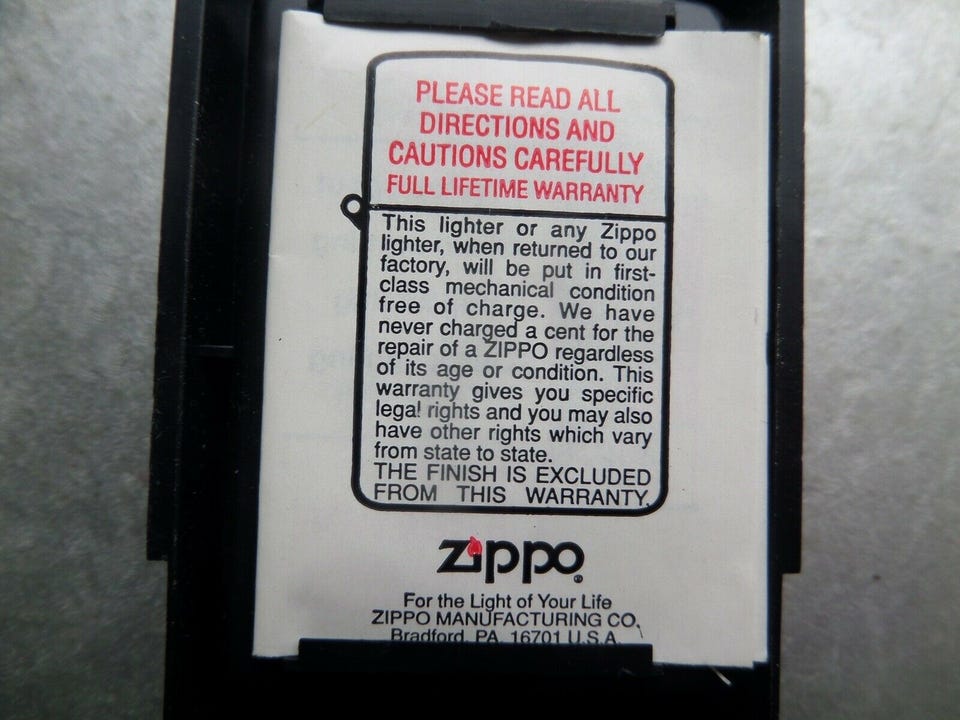 PLEASE READ ALL
DIRECTIONS AND
CAUTIONS CAREFULLY
FULL LIFETIME WARRANTY
This lighter or any Zippo
lighter, when returned to our
factory, will be put in first-
class mechanical condition
free of charge. We have
never charged a cent for the
repair of a ZIPPO regardless
of its age or condition. This
warranty gives you specific
legal rights and you may also
have other rights which vary
from state to state.
THE FINISH IS EXCLUDED
FROM THIS WARRANTY.
Zippo®
For the Light of Your Life
ZIPPO MANUFACTURING CO.
Bradford, PA 16701 U.S.A.